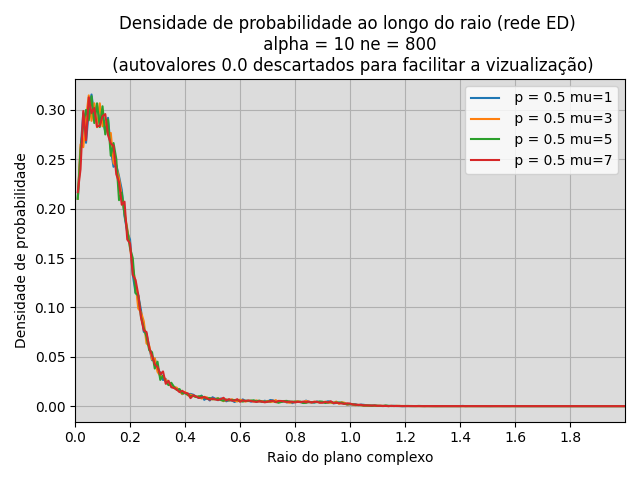 Densidade de probabilidade ao longo do raio (rede ED)
alpha = 10 ne = 800
(autovalores 0.0 descartados para facilitar a vizualização)
p = 0.5 mu=1
p = 0.5 mu=3
p = 0.5 mu=5
p = 0.5 mu=7
Densidade de probabilidade
0.30
0.25
0.20
0.15
0.10
0.05
0.00
0.0 0.2 0.4 0.6 0.8 1.0 1.2 1.4 1.6 1.8
Raio do plano complexo